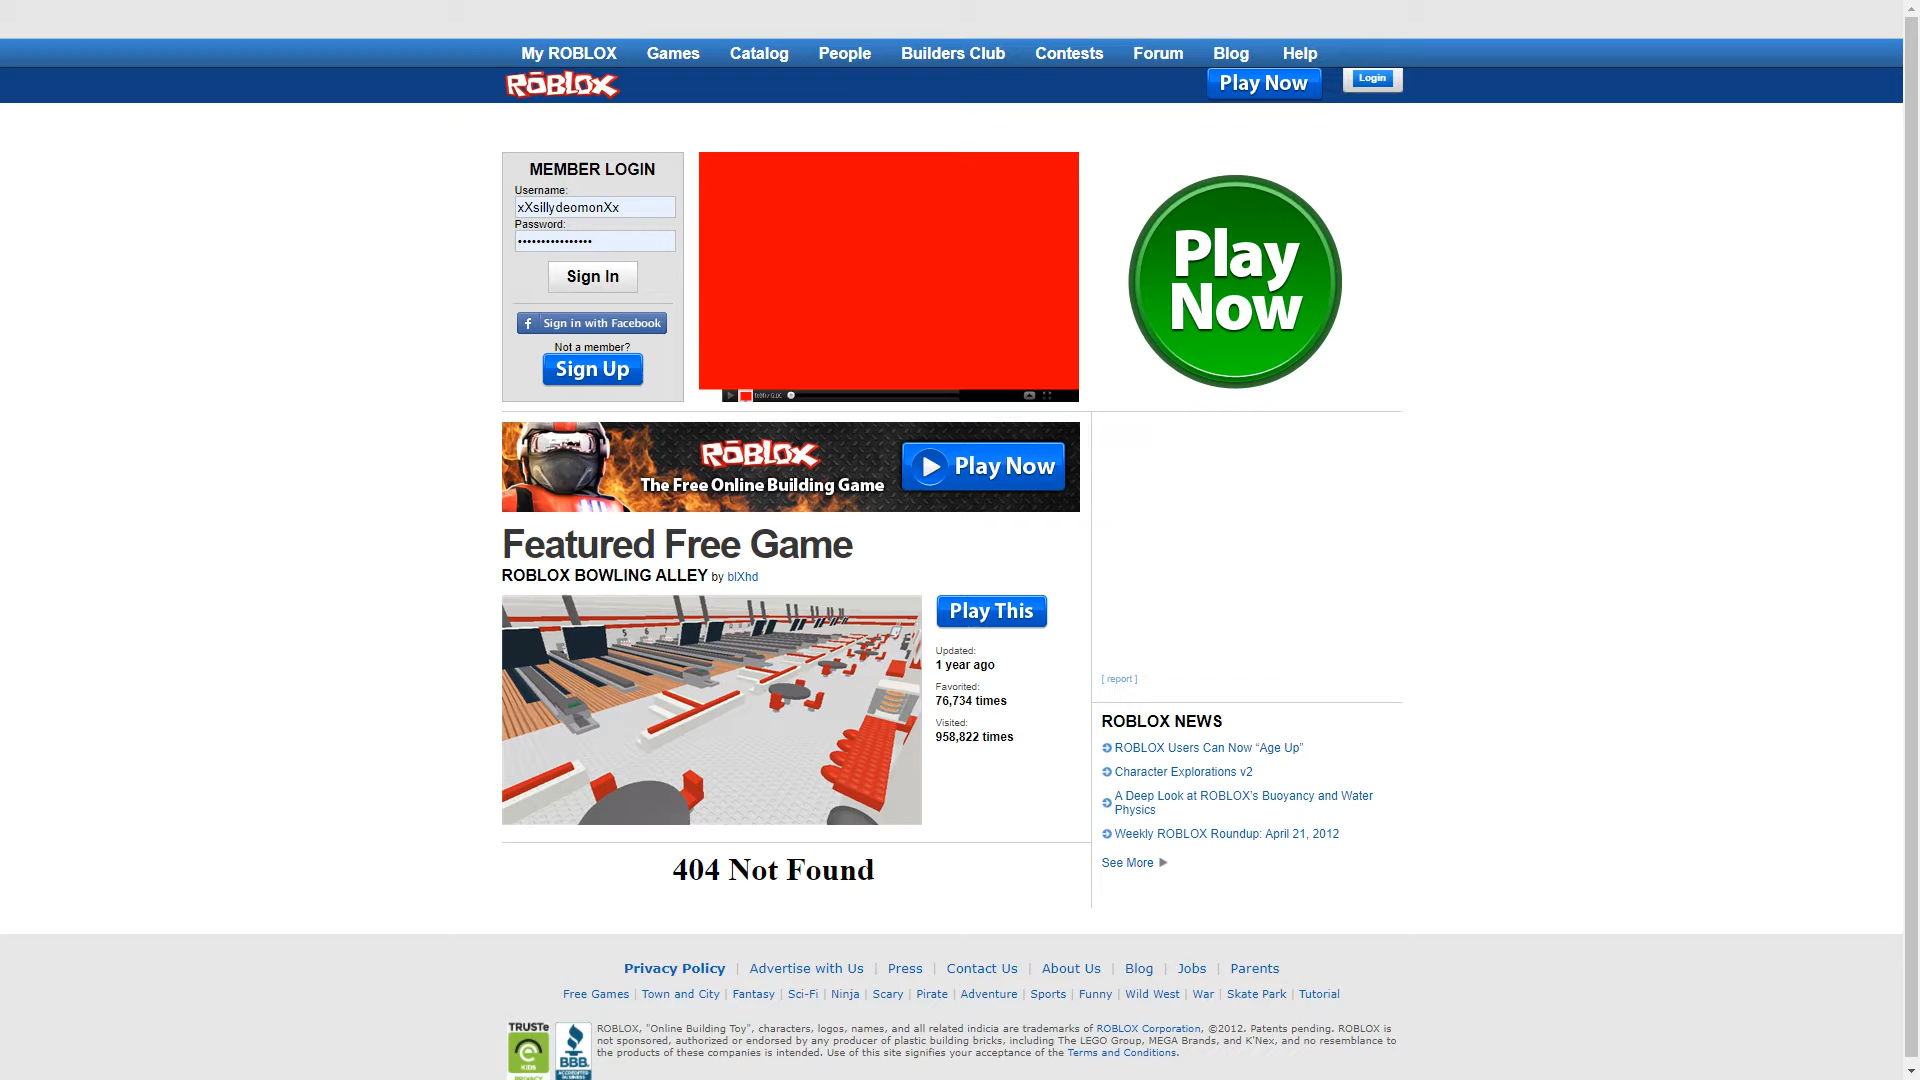 My ROBLOX Games Catalog People Builders Club Contests Forum Blog Help
ROBLOX
Play Now
Login
MEMBER LOGIN
Username:
xXsillydeomonXx
Password:
••••••••••••••••
Sign In
Sign in with Facebook
Not a member?
Sign Up
Play
Now
ROBLOX
The Free Online Building Game
Play Now
Featured Free Game
ROBLOX BOWLING ALLEY by blXhd
5 6 7
Play This
Updated:
1 year ago
Favorited:
76,734 times
Visited:
958,822 times
404 Not Found
[ report ]
ROBLOX NEWS
ROBLOX Users Can Now “Age Up”
Character Explorations v2
A Deep Look at ROBLOX’s Buoyancy and Water
Physics
Weekly ROBLOX Roundup: April 21, 2012
See More
Privacy Policy | Advertise with Us | Press | Contact Us | About Us | Blog | Jobs | Parents
Free Games | Town and City | Fantasy | Sci-Fi | Ninja | Scary | Pirate | Adventure | Sports | Funny | Wild West | War | Skate Park | Tutorial
TRUSTe
KIDS
PRIVACY
BBB.
ACCREDITED
BUSINESS
ROBLOX, "Online Building Toy", characters, logos, names, and all related indicia are trademarks of ROBLOX Corporation, ©2012. Patents pending. ROBLOX is
not sponsored, authorized or endorsed by any producer of plastic building bricks, including The LEGO Group, MEGA Brands, and K'Nex, and no resemblance to
the products of these companies is intended. Use of this site signifies your acceptance of the Terms and Conditions.